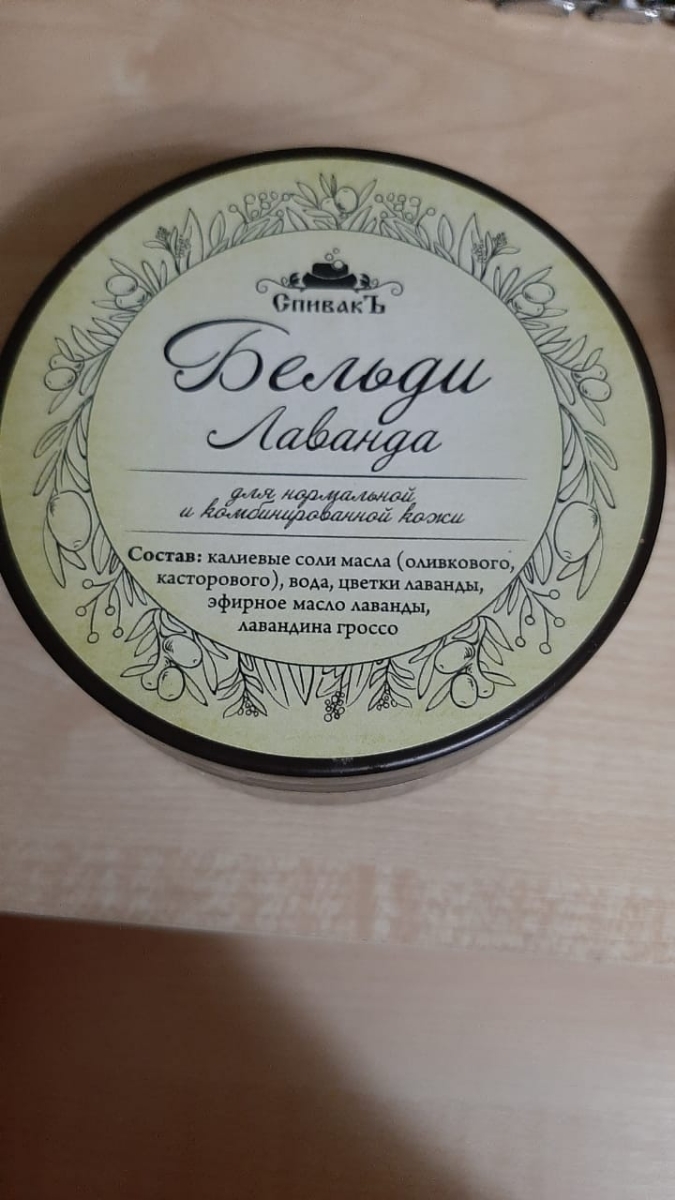 СпивакЪ
Бельди
Лаванда
для нормальной
и комбинированной кожи
Состав: калиевые соли масла (оливкового,
касторового), вода, цветки лаванды,
эфирное масло лаванды,
лавандина гроссо